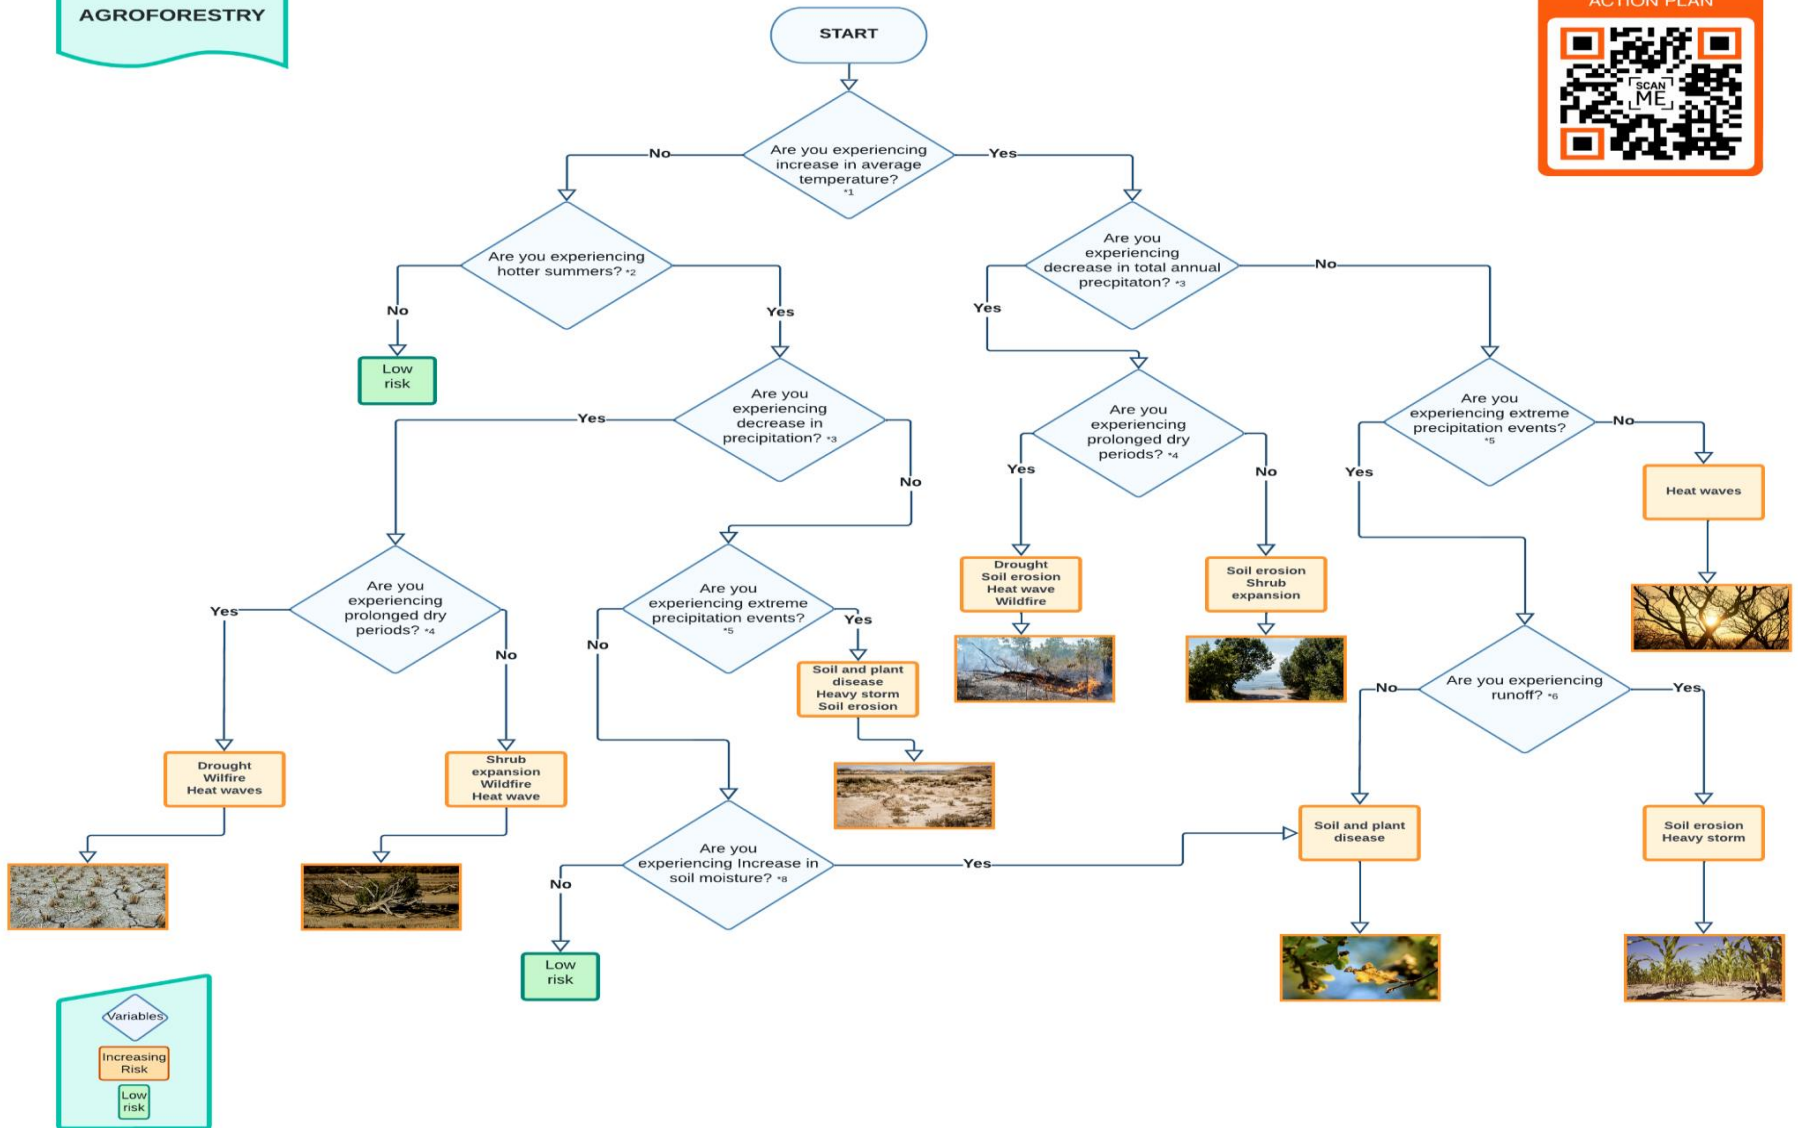 AGROFORESTRY
ACTION PLAN
SCAN
ME
START
Are you experiencing
increase in average
temperature?
*1
No
Yes
Are you experiencing
hotter summers? *2
Are you
experiencing
decrease in total annual
precpitaton? *3
No
Yes
Yes
No
Low
risk
Are you
experiencing
decrease in
precipitation? *3
Are you
experiencing
prolonged dry
periods? *4
Are you
experiencing extreme
precipitation events?
*5
Yes
No
Yes
No
Yes
No
Heat waves
Are you
experiencing
prolonged dry
periods? *4
Are you
experiencing extreme
precipitation events?
*5
Drought
Soil erosion
Heat wave
Wildfire
Soil erosion
Shrub
expansion
Yes
No
No
Yes
Soil and plant
disease
Heavy storm
Soil erosion
Are you experiencing
runoff? *6
No
Yes
Drought
Wilfire
Heat waves
Shrub
expansion
Wildfire
Heat wave
Are you
experiencing Increase in
soil moisture? *8
No
Yes
Soil and plant
disease
Soil erosion
Heavy storm
Low
risk
Variables
Increasing
Risk
Low
risk